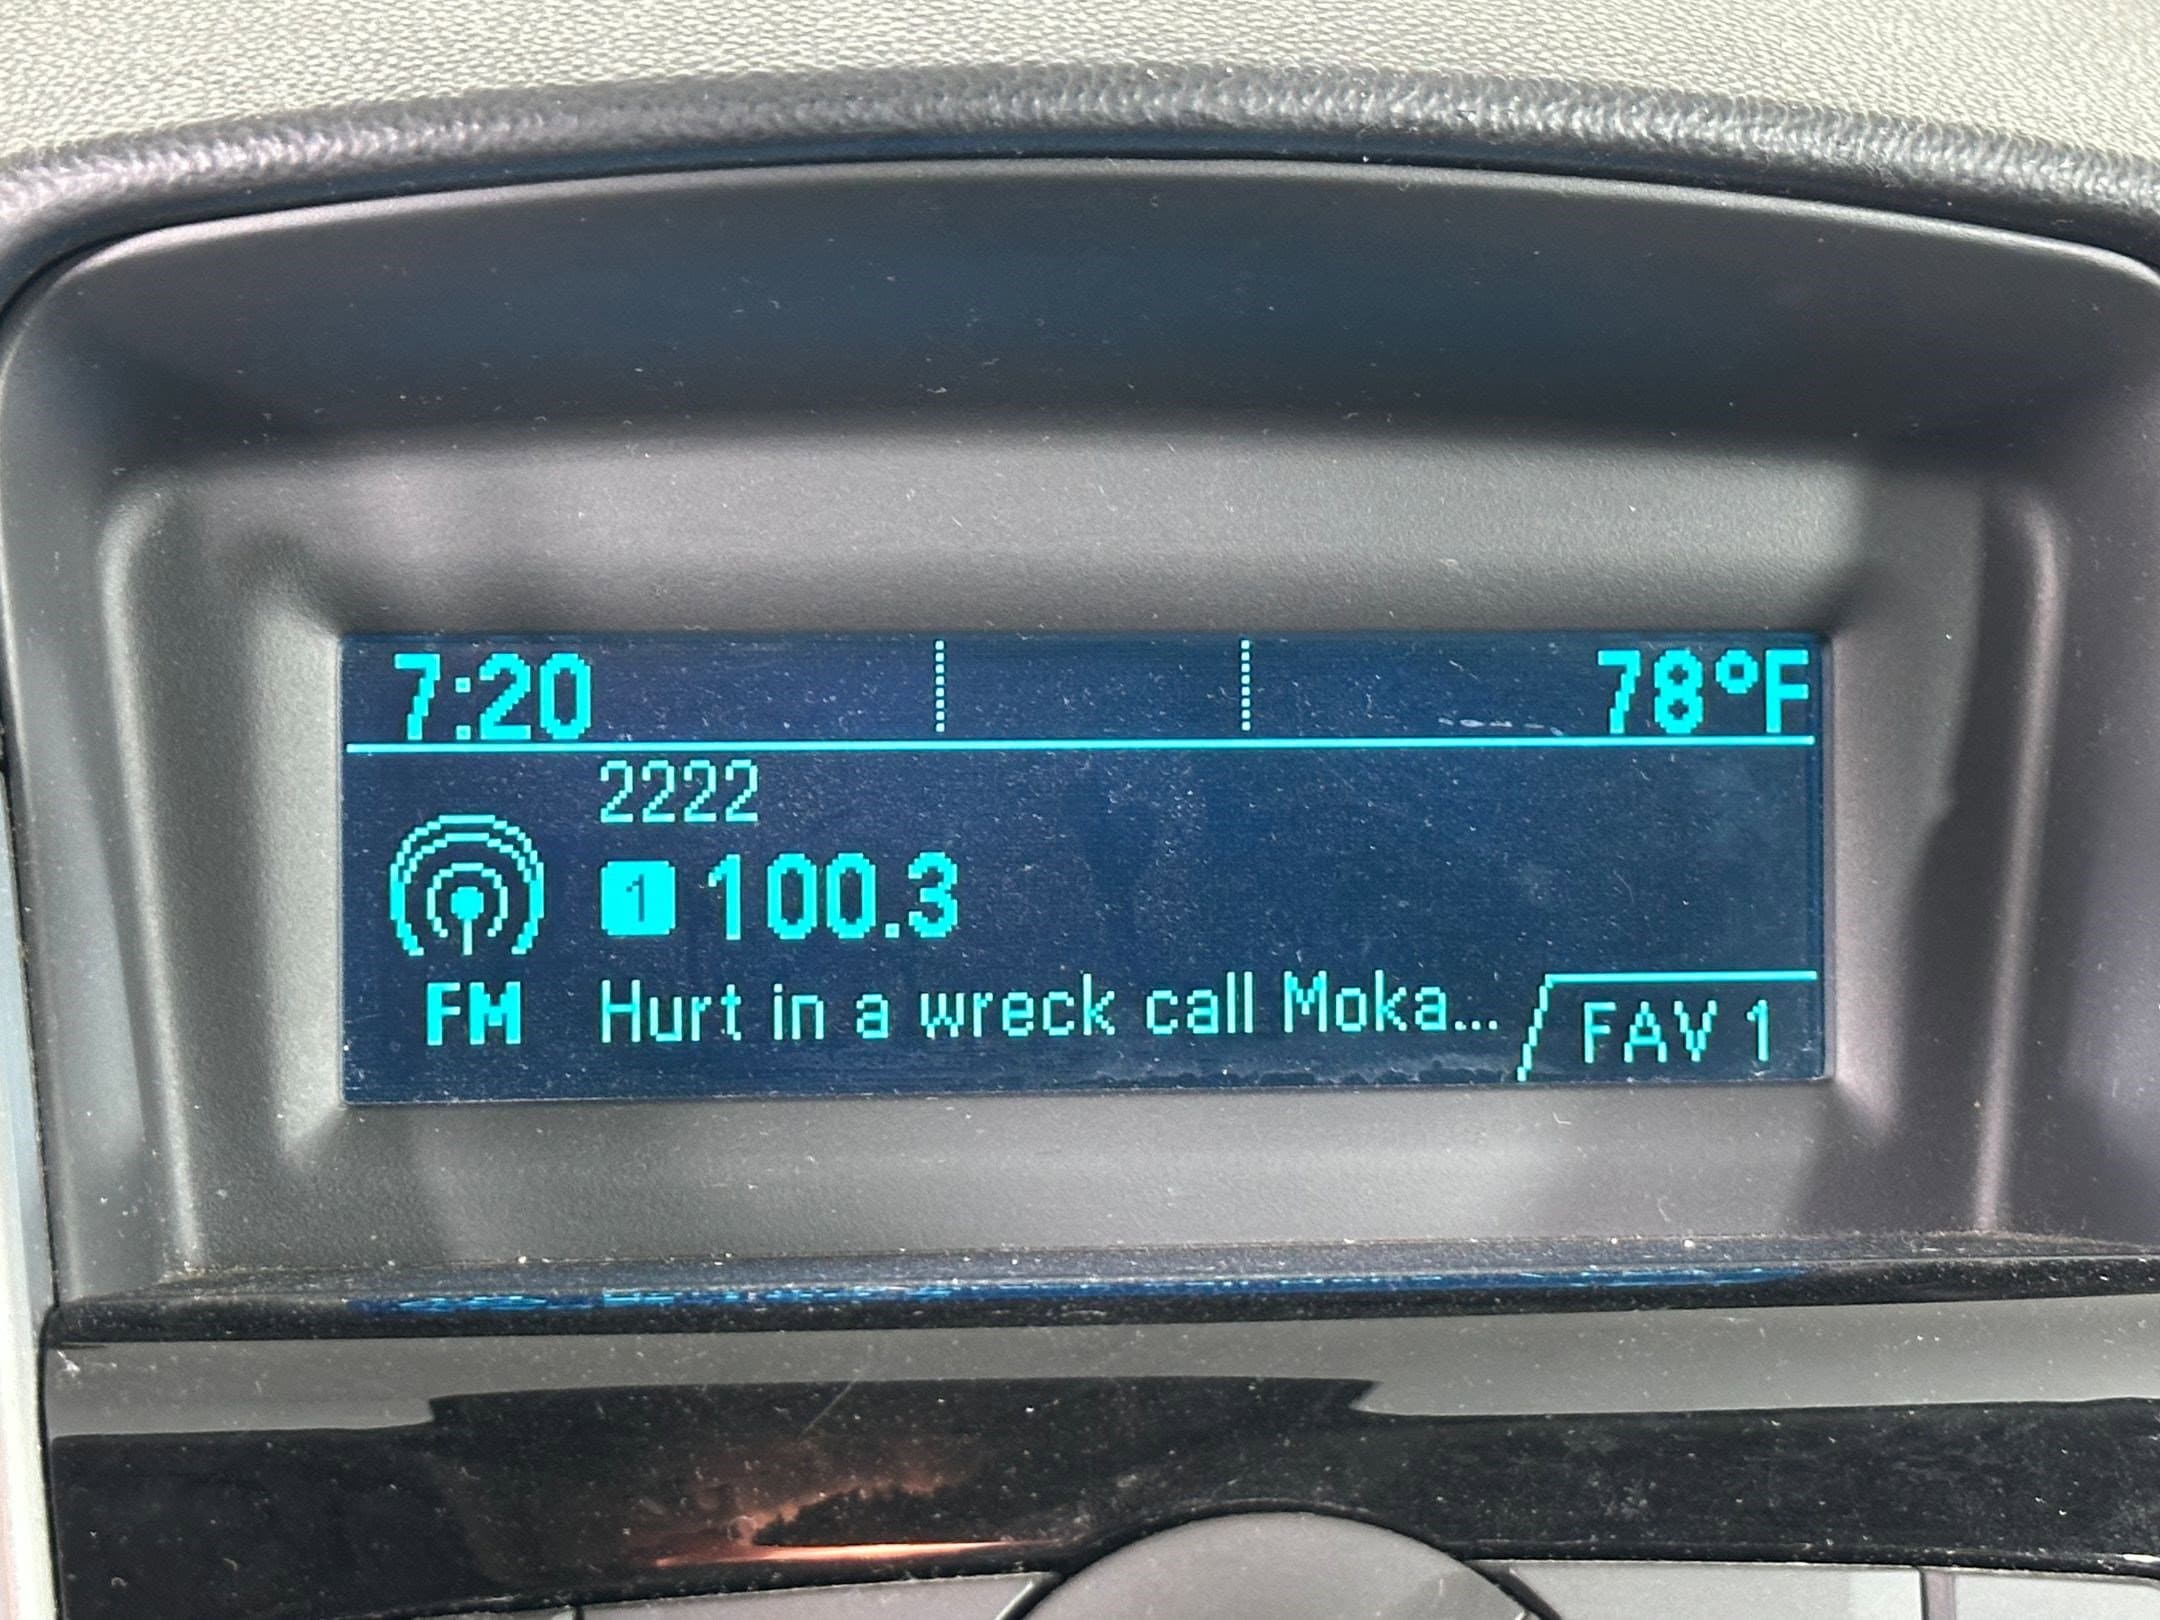 7:20 78°F
2222
1 100.3
FM Hurt in a wreck call Moka... FAV 1